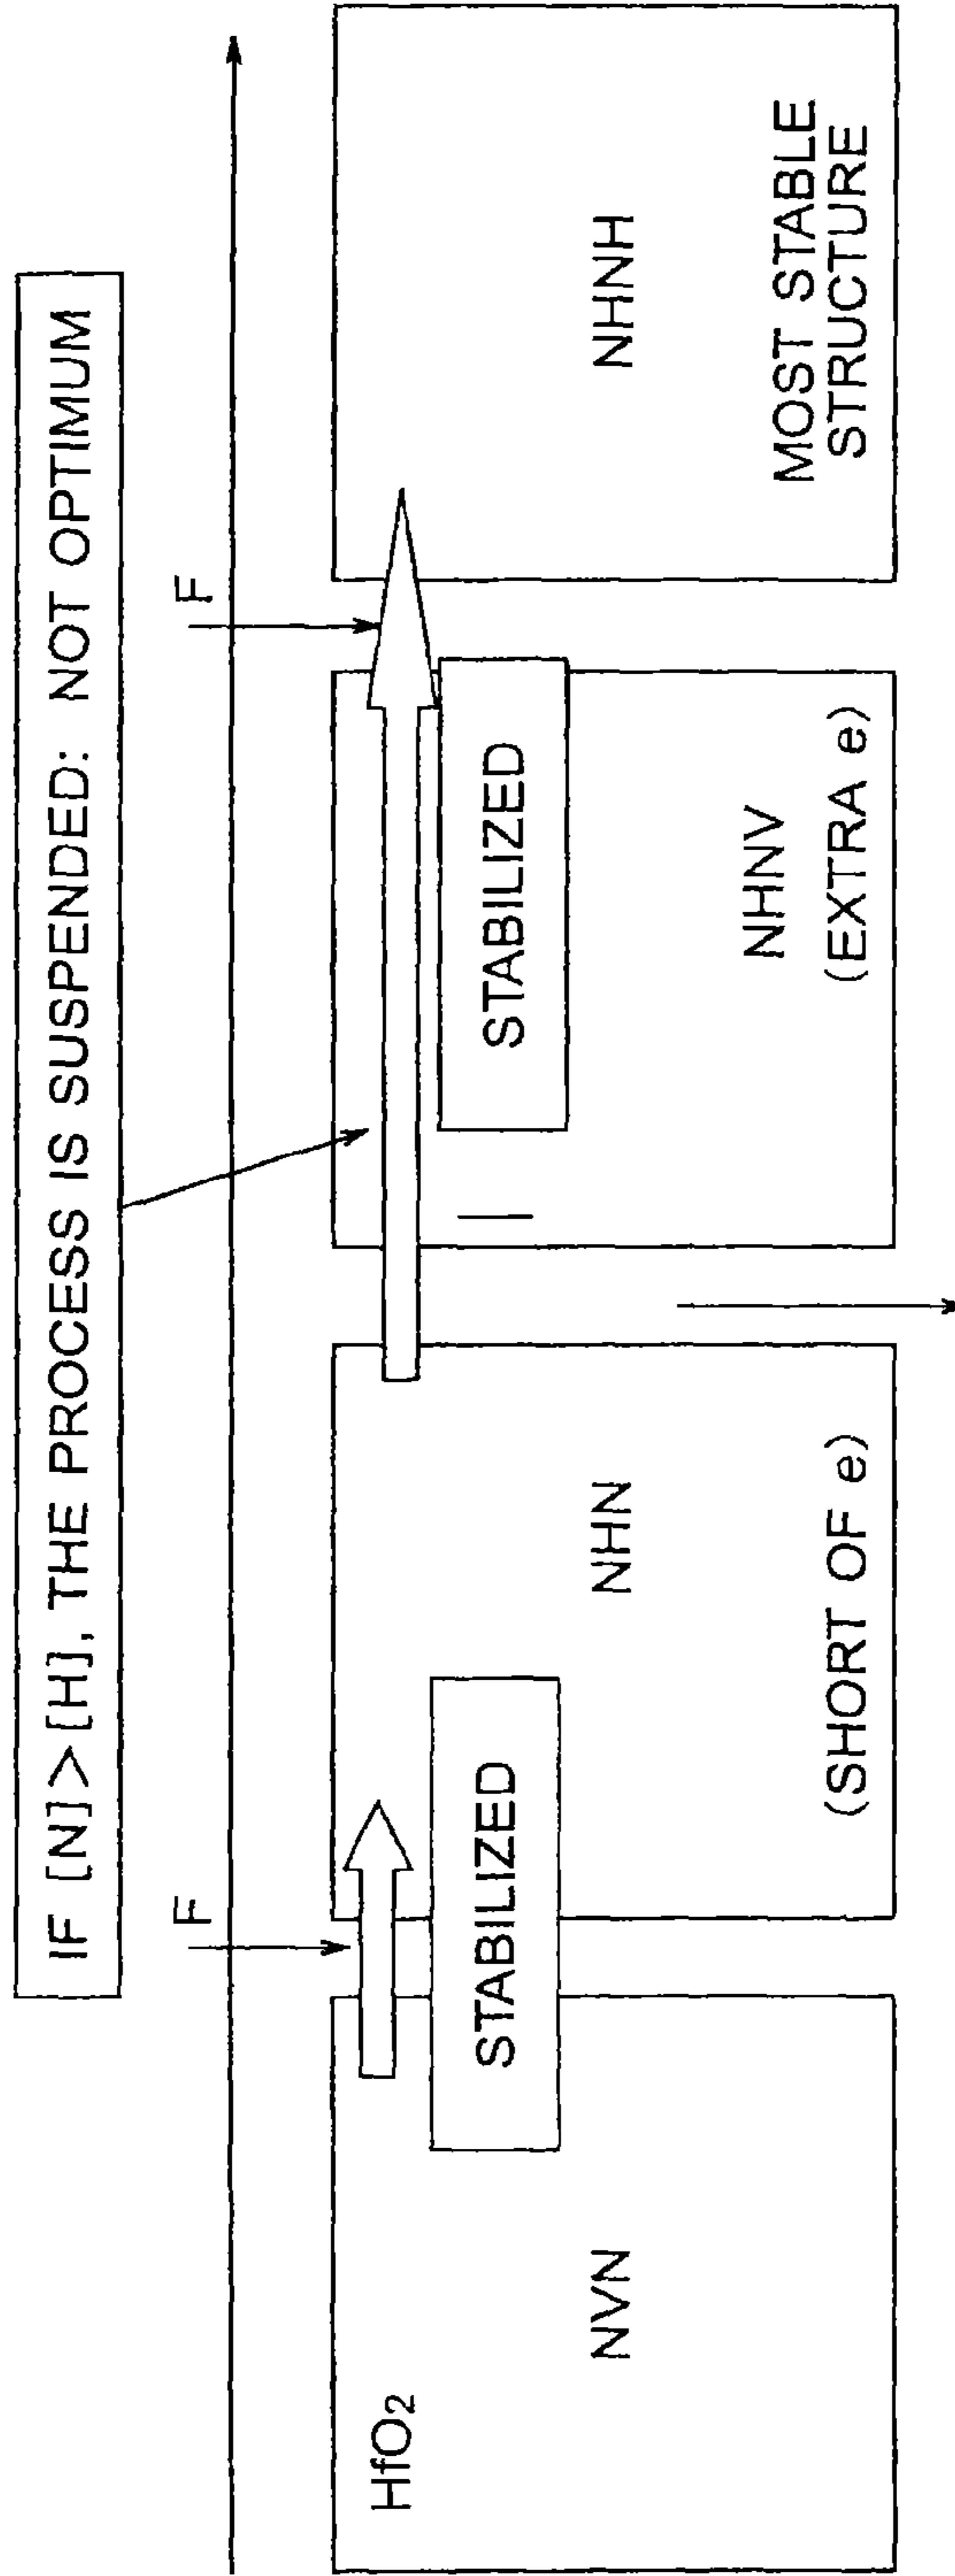 IF [N]>[H], THE PROCESS IS SUSPENDED: NOT OPTIMUM
F
F
HfO2
NVN
STABILIZED
NHN
(SHORT OF e)
STABILIZED
NHNV
(EXTRA e)
NHNH
MOST STABLE
STRUCTURE